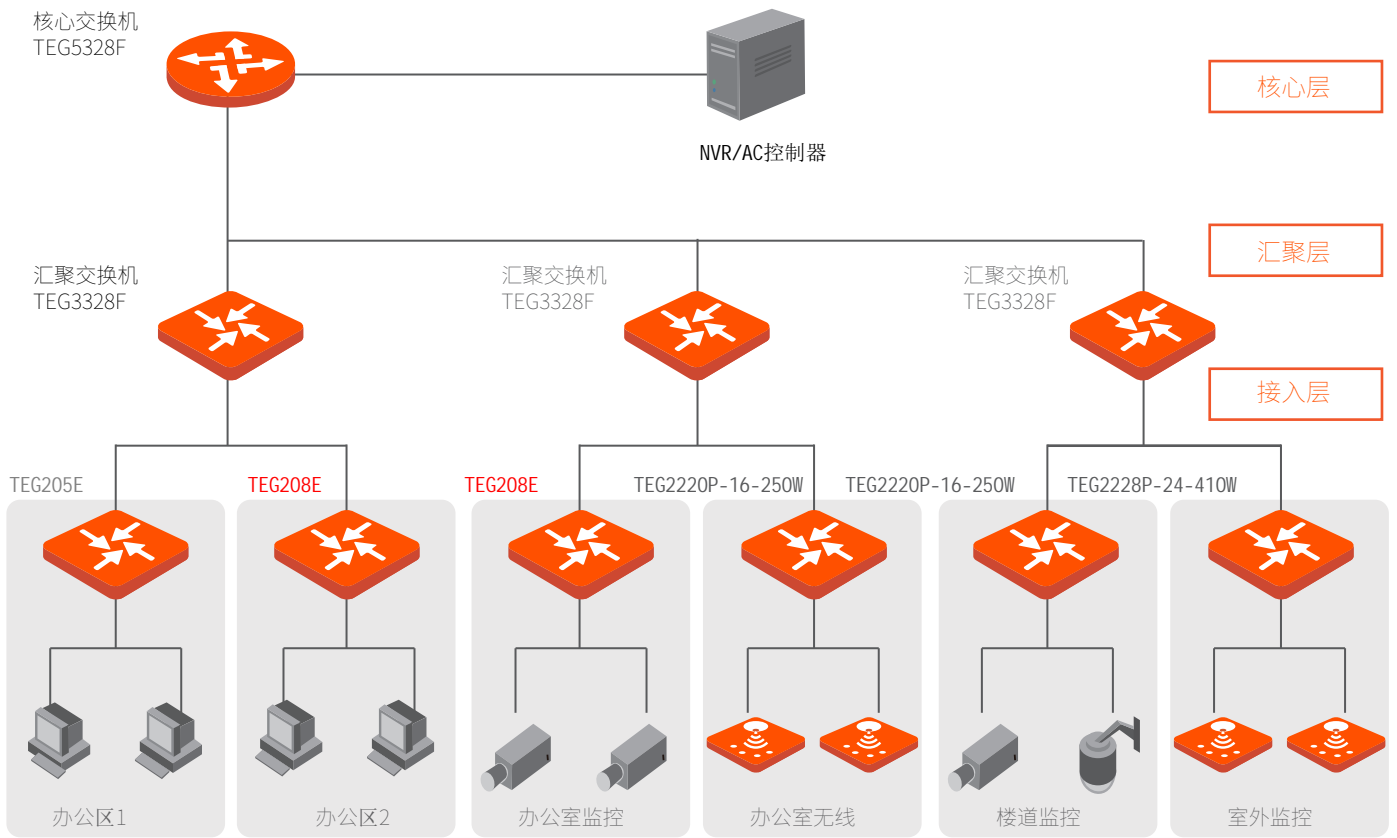 核心交换机
TEG5328F
核心层
NVR/AC控制器
汇聚层
汇聚交换机
TEG3328F
汇聚交换机
TEG3328F
汇聚交换机
TEG3328F
接入层
TEG205E
TEG208E
TEG208E
TEG2220P-16-250W
TEG2220P-16-250W
TEG2228P-24-410W
办公区1
办公区2
办公室监控
办公室无线
楼道监控
室外监控